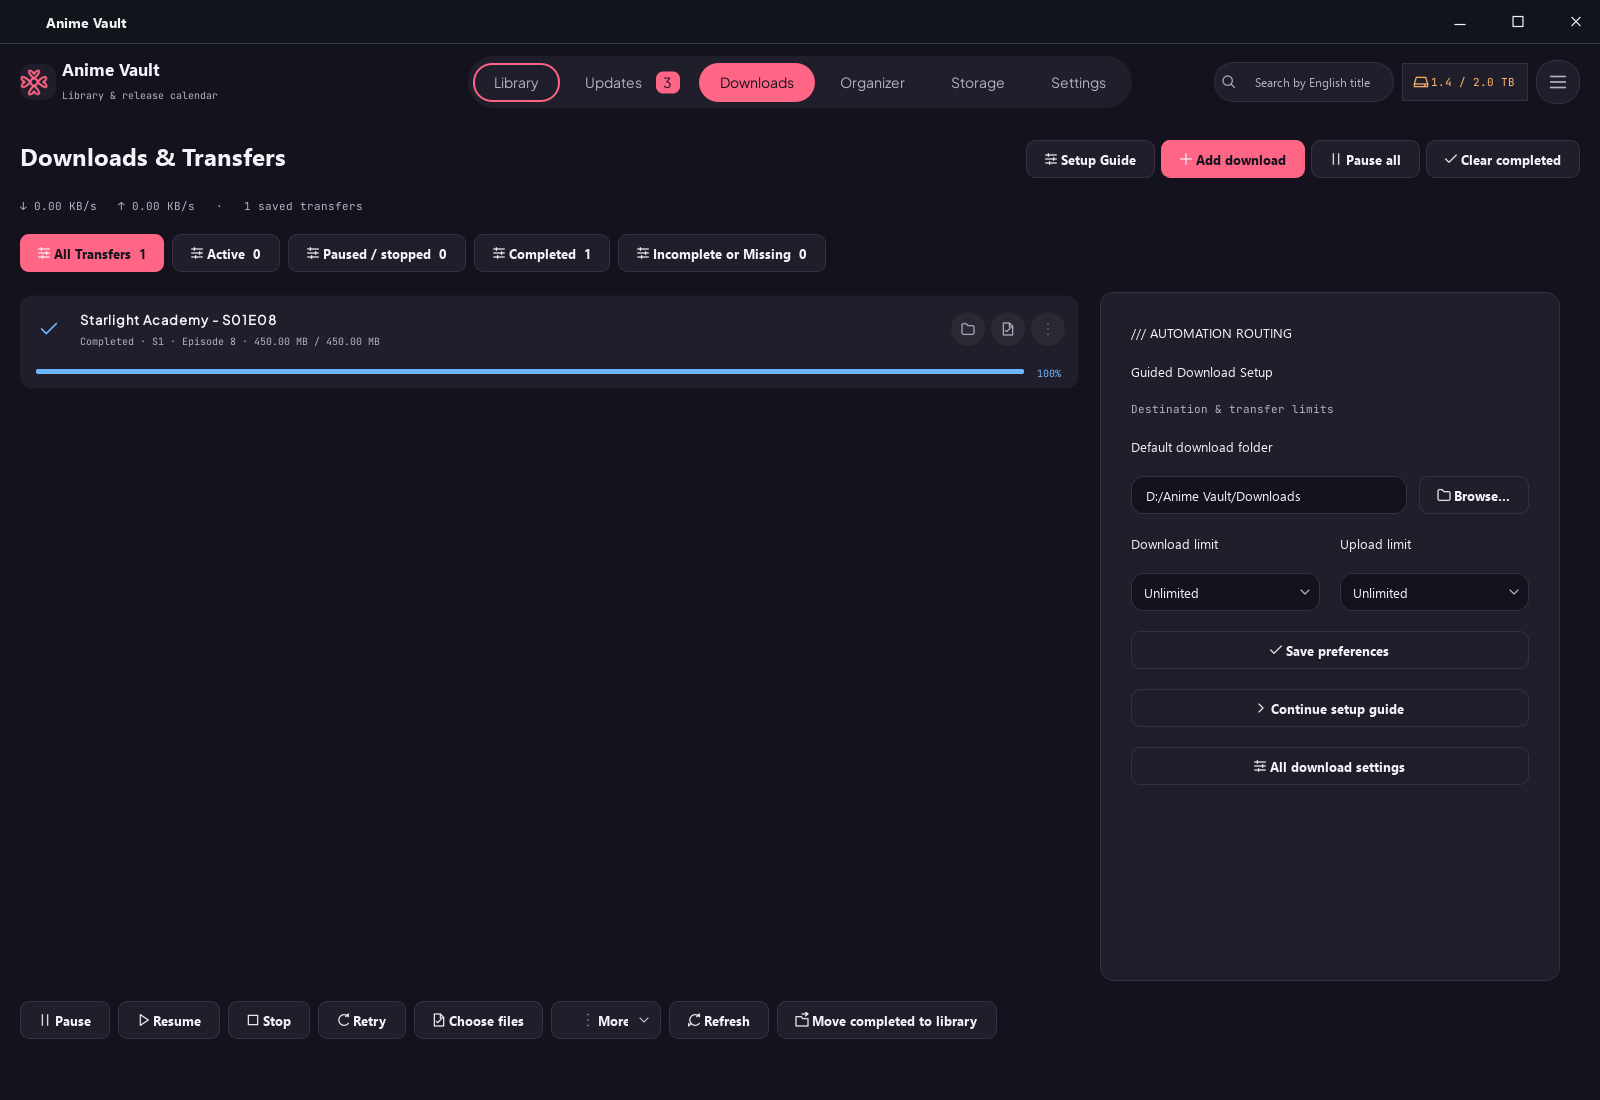 Anime Vault
Anime Vault
Library & release calendar
Library
Updates 3
Downloads
Organizer
Storage
Settings
Search by English title
1.4 / 2.0 TB
Downloads & Transfers
Setup Guide
Add download
Pause all
Clear completed
↓ 0.00 KB/s ↑ 0.00 KB/s · 1 saved transfers
All Transfers 1
Active 0
Paused / stopped 0
Completed 1
Incomplete or Missing 0
Starlight Academy - S01E08
Completed · S1 · Episode 8 · 450.00 MB / 450.00 MB
100%
/// AUTOMATION ROUTING
Guided Download Setup
Destination & transfer limits
Default download folder
D:/Anime Vault/Downloads
Browse...
Download limit
Upload limit
Unlimited
Unlimited
Save preferences
Continue setup guide
All download settings
Pause
Resume
Stop
Retry
Choose files
More
Refresh
Move completed to library